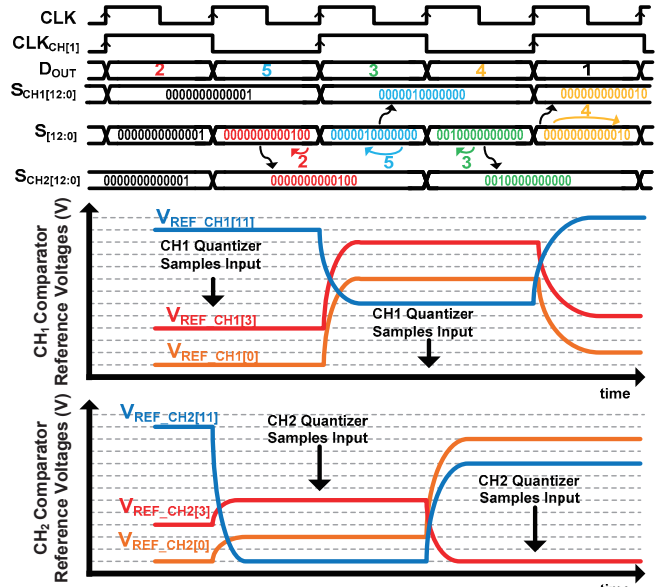 CLK
CLKCH[1]
DOUT 2 5 3 4 1
SCH1[12:0] 0000000000001 0000010000000 0000000000010
4
S[12:0] 0000000000001 0000000000100 0000010000000 0010000000000 0000000000010
2 5 3
SCH2[12:0] 0000000000001 0000000000100 0010000000000
CH1 Comparator
Reference Voltages (V)
VREF_CH1[11]
CH1 Quantizer
Samples Input
VREF_CH1[3]
VREF_CH1[0]
CH1 Quantizer
Samples Input
time
CH2 Comparator
Reference Voltages (V)
VREF_CH2[11]
CH2 Quantizer
Samples Input
VREF_CH2[3]
VREF_CH2[0]
CH2 Quantizer
Samples Input
time